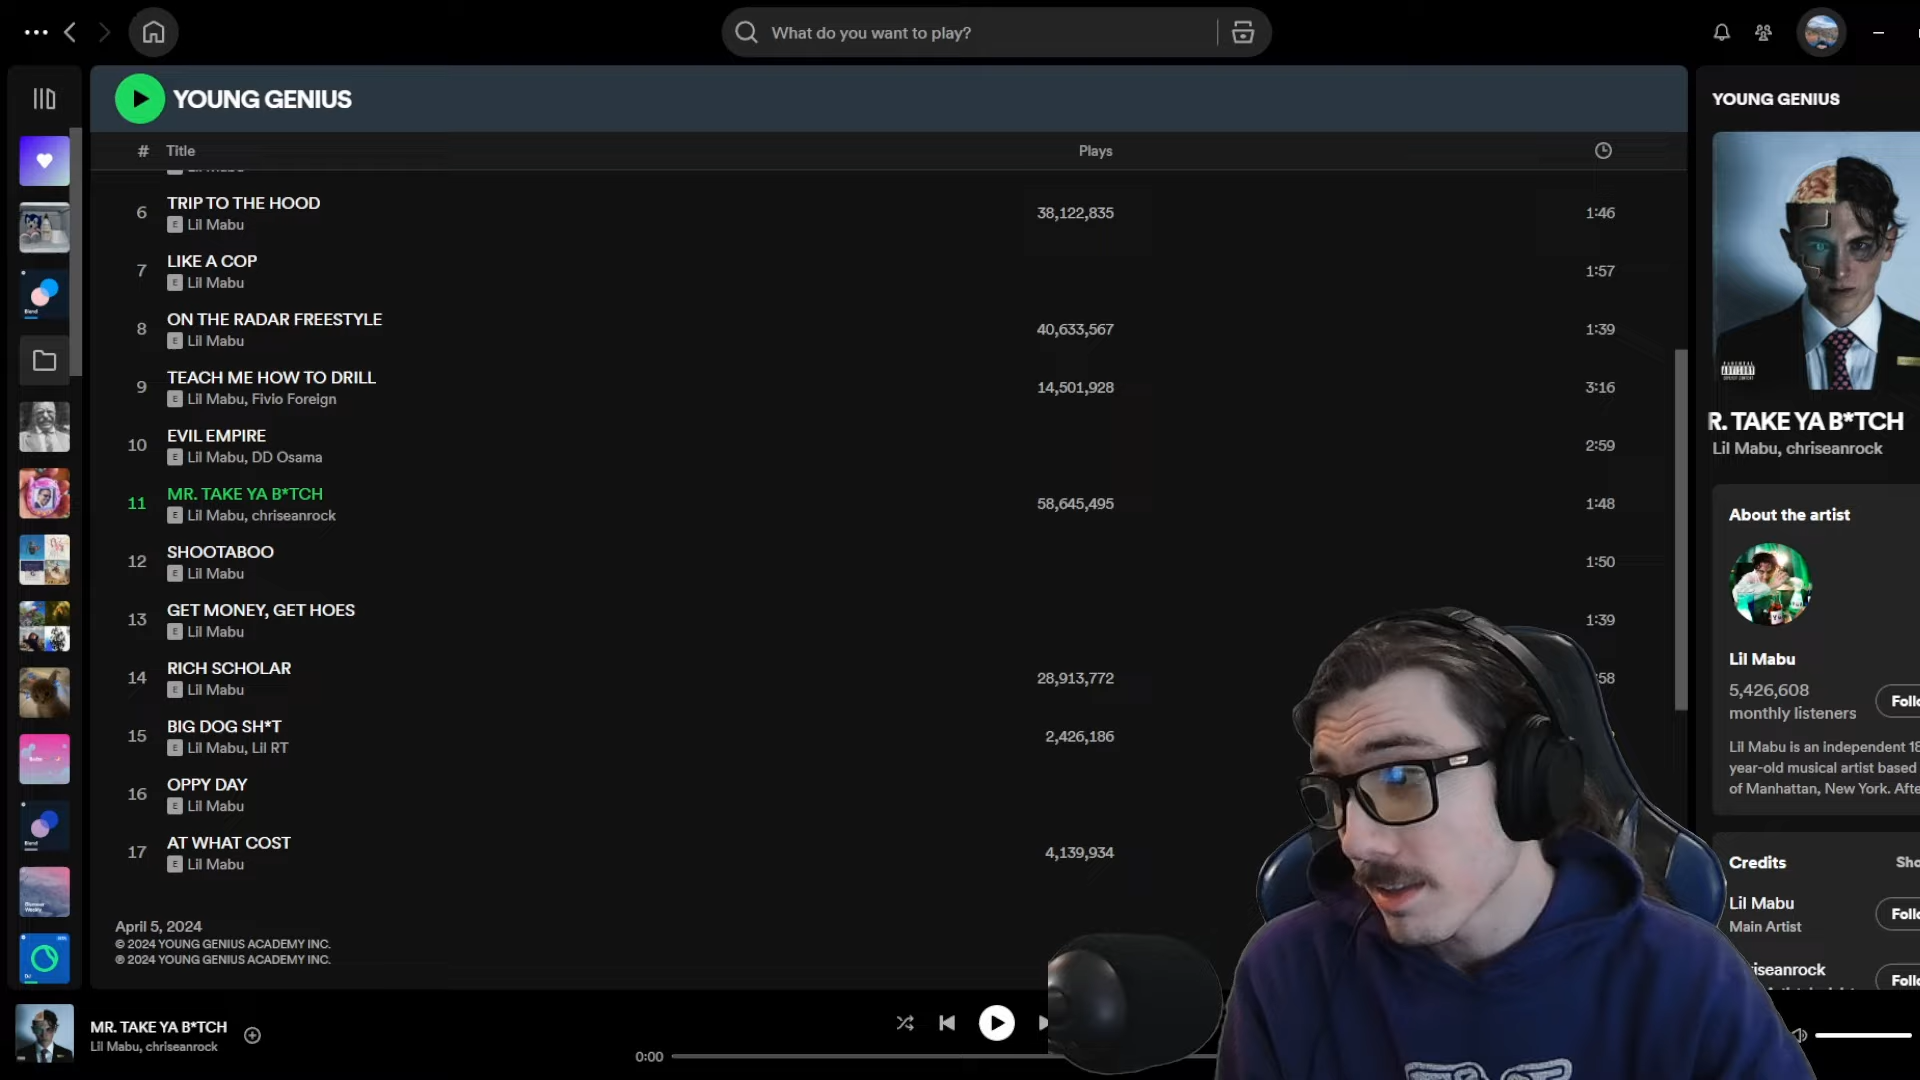 What do you want to play?
YOUNG GENIUS
# Title Plays
6 TRIP TO THE HOOD 38,122,835 1:46
E Lil Mabu
7 LIKE A COP 1:57
E Lil Mabu
8 ON THE RADAR FREESTYLE 40,633,567 1:39
E Lil Mabu
9 TEACH ME HOW TO DRILL 14,501,928 3:16
E Lil Mabu, Fivio Foreign
10 EVIL EMPIRE 2:59
E Lil Mabu, DD Osama
11 MR. TAKE YA B*TCH 58,645,495 1:48
E Lil Mabu, chriseanrock
12 SHOOTABOO 1:50
E Lil Mabu
13 GET MONEY, GET HOES 1:39
E Lil Mabu
14 RICH SCHOLAR 28,913,772 :58
E Lil Mabu
15 BIG DOG SH*T 2,426,186
E Lil Mabu, Lil RT
16 OPPY DAY
E Lil Mabu
17 AT WHAT COST 4,139,934
E Lil Mabu
April 5, 2024
© 2024 YOUNG GENIUS ACADEMY INC.
℗ 2024 YOUNG GENIUS ACADEMY INC.
YOUNG GENIUS
R. TAKE YA B*TCH
Lil Mabu, chriseanrock
About the artist
Lil Mabu
5,426,608
monthly listeners
Follo
Lil Mabu is an independent 18
year-old musical artist based
of Manhattan, New York. Afte
Credits Sho
Lil Mabu
Main Artist
Follo
iseanrock
Follo
MR. TAKE YA B*TCH
Lil Mabu, chriseanrock
0:00